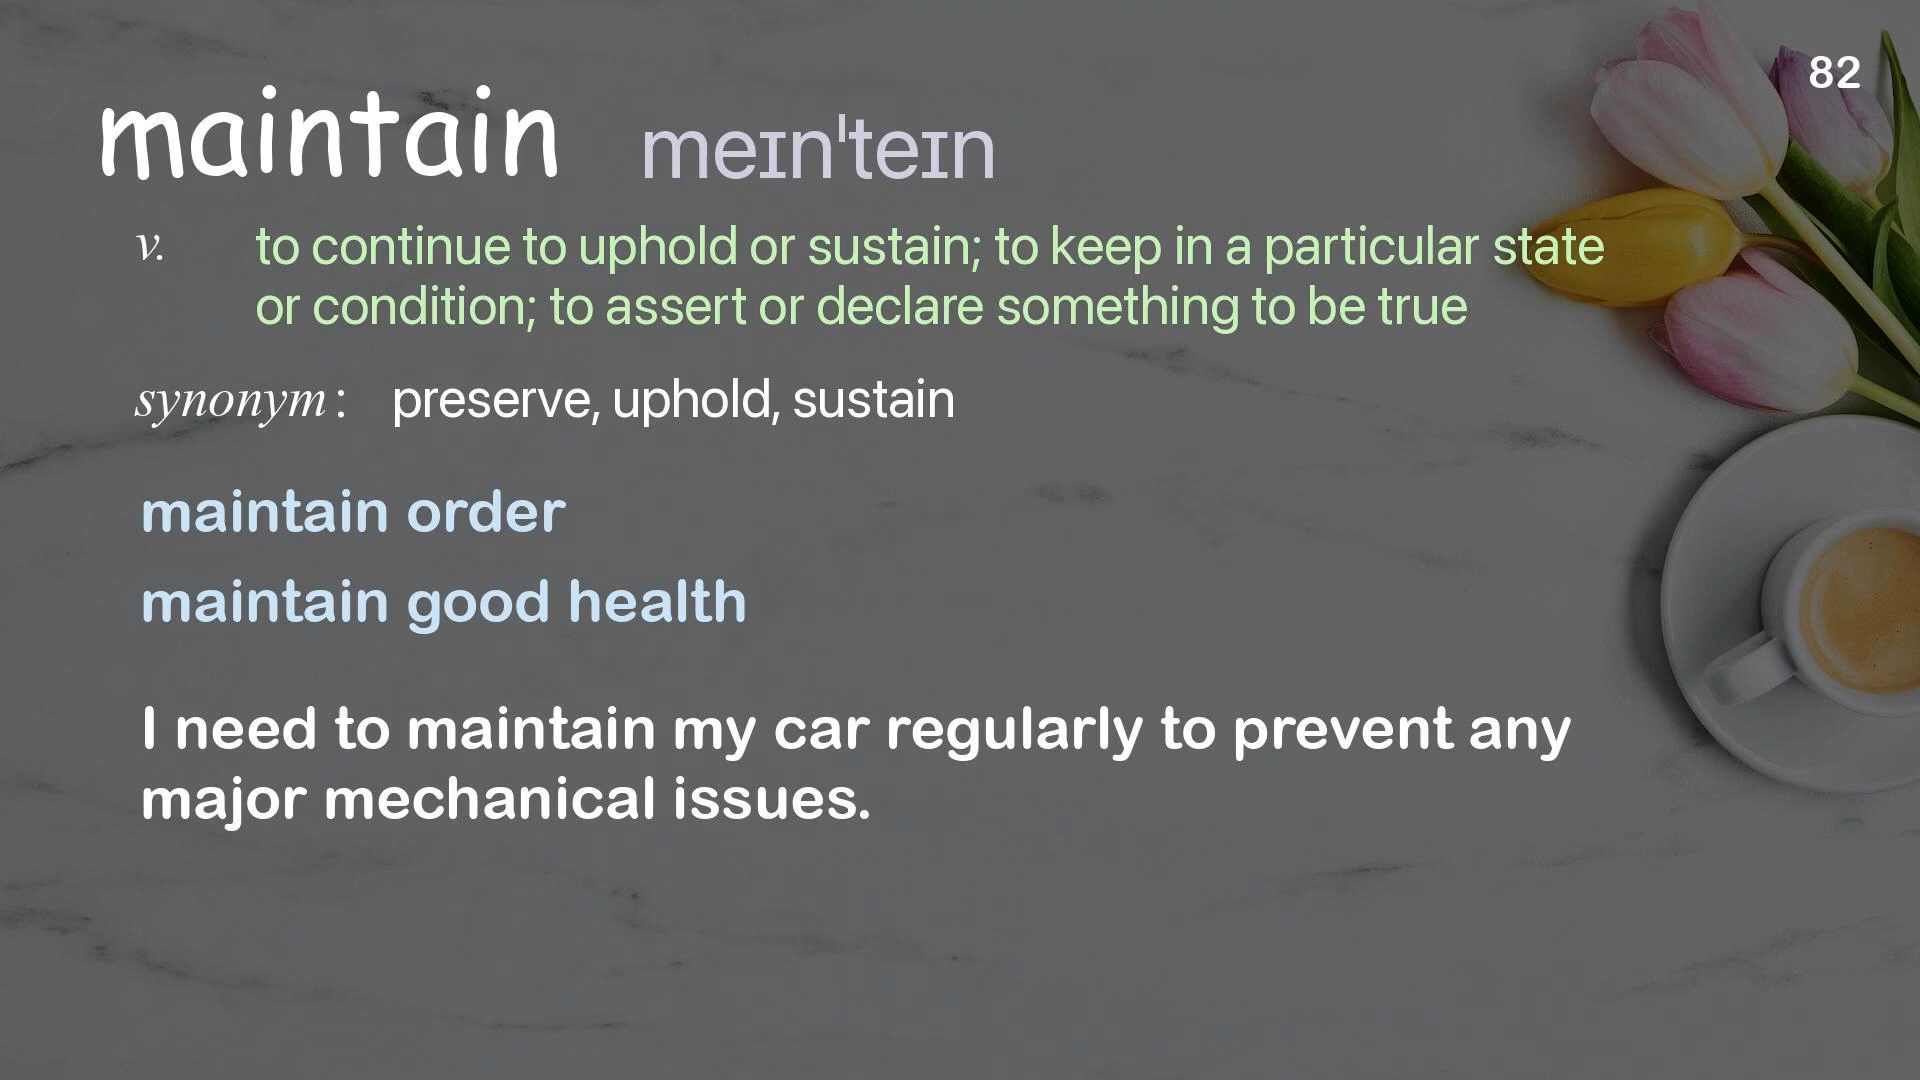 82
maintain meɪnˈteɪn
v. to continue to uphold or sustain; to keep in a particular state
or condition; to assert or declare something to be true
synonym: preserve, uphold, sustain
maintain order
maintain good health
I need to maintain my car regularly to prevent any
major mechanical issues.